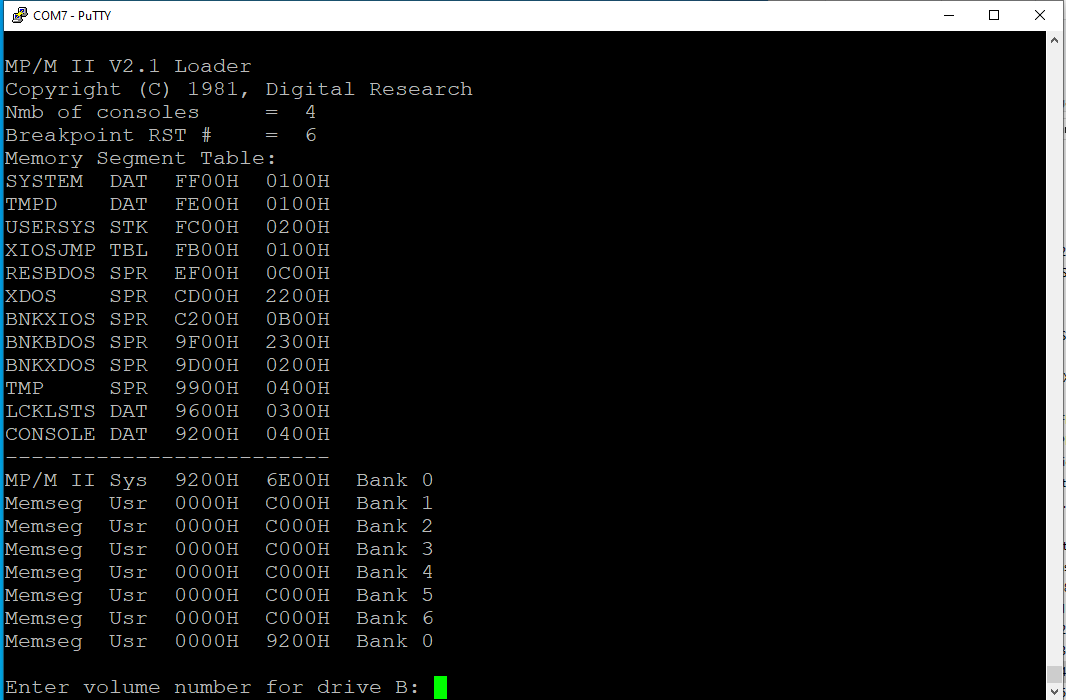 COM7 - PuTTY
MP/M II V2.1 Loader
Copyright (C) 1981, Digital Research
Nmb of consoles     =  4
Breakpoint RST #    =  6
Memory Segment Table:
SYSTEM  DAT  FF00H  0100H
TMPD    DAT  FE00H  0100H
USERSYS STK  FC00H  0200H
XIOSJMP TBL  FB00H  0100H
RESBDOS SPR  EF00H  0C00H
XDOS    SPR  CD00H  2200H
BNKXIOS SPR  C200H  0B00H
BNKBDOS SPR  9F00H  2300H
BNKXDOS SPR  9D00H  0200H
TMP     SPR  9900H  0400H
LCKLSTS DAT  9600H  0300H
CONSOLE DAT  9200H  0400H
-------------------------
MP/M II Sys  9200H  6E00H  Bank 0
Memseg  Usr  0000H  C000H  Bank 1
Memseg  Usr  0000H  C000H  Bank 2
Memseg  Usr  0000H  C000H  Bank 3
Memseg  Usr  0000H  C000H  Bank 4
Memseg  Usr  0000H  C000H  Bank 5
Memseg  Usr  0000H  C000H  Bank 6
Memseg  Usr  0000H  9200H  Bank 0
Enter volume number for drive B: